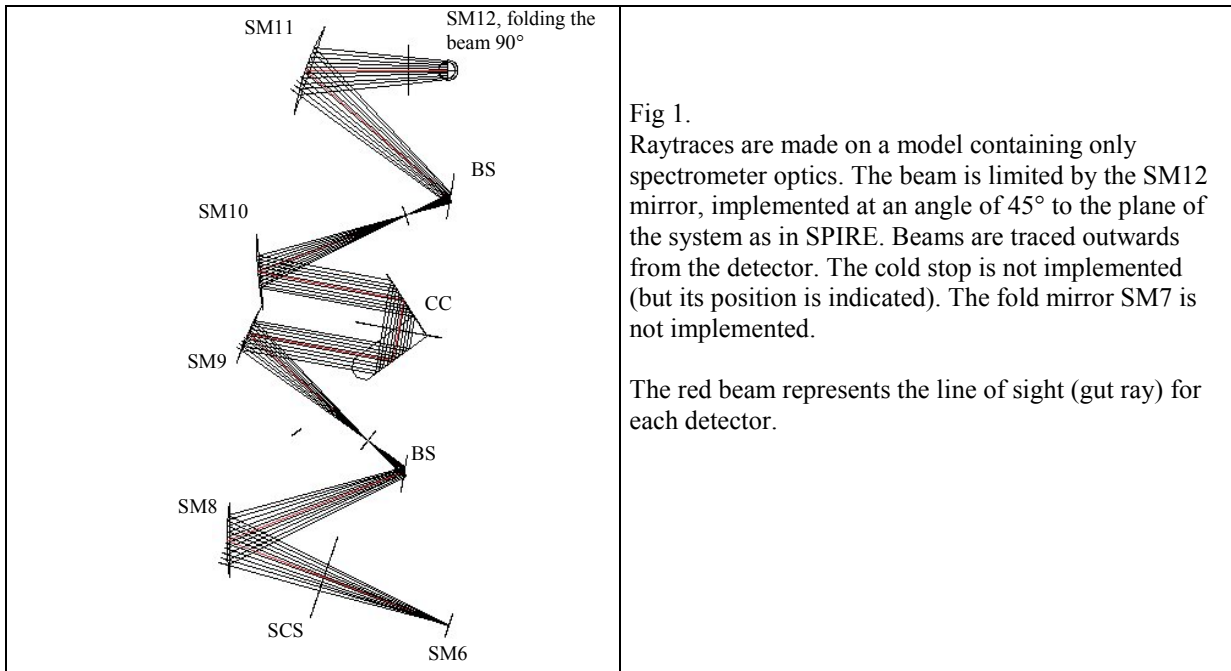 SM11
SM12, folding the
beam 90°
BS
SM10
CC
SM9
BS
SM8
SCS
SM6
Fig 1.
Raytraces are made on a model containing only
spectrometer optics. The beam is limited by the SM12
mirror, implemented at an angle of 45° to the plane of
the system as in SPIRE. Beams are traced outwards
from the detector. The cold stop is not implemented
(but its position is indicated). The fold mirror SM7 is
not implemented.
The red beam represents the line of sight (gut ray) for
each detector.